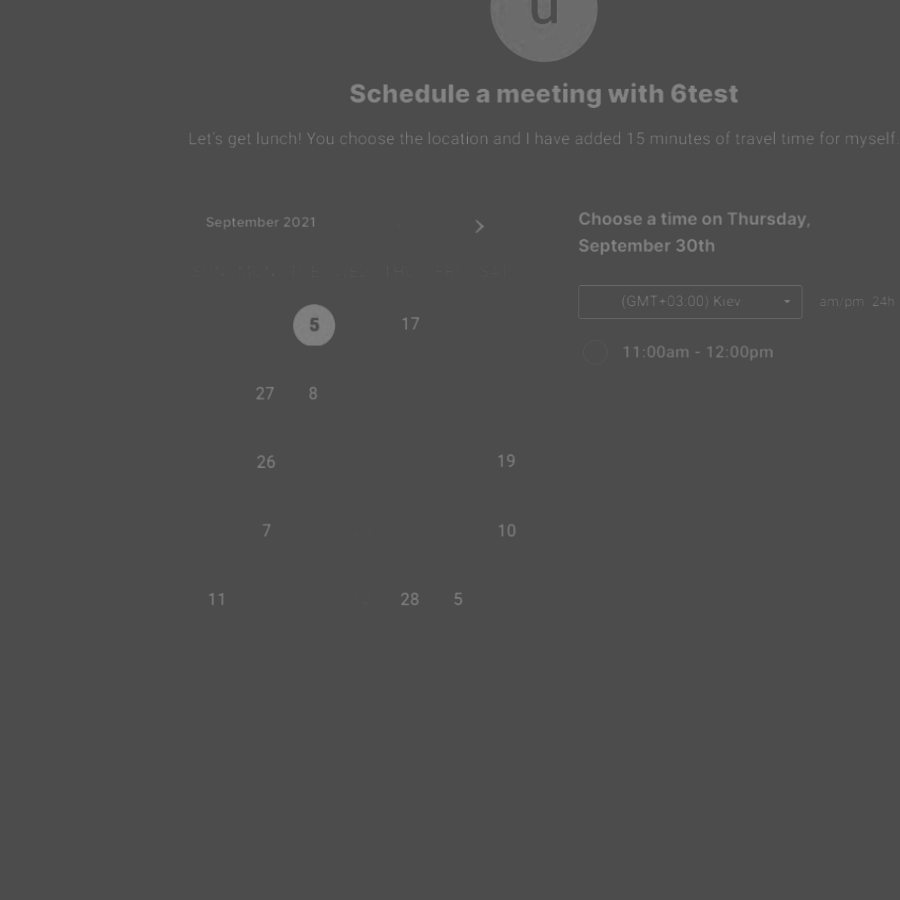 u
Schedule a meeting with 6test
Let's get lunch! You choose the location and I have added 15 minutes of travel time for myself.
September 2021
Choose a time on Thursday,
September 30th
(GMT+03:00) Kiev
am/pm 24h
11:00am - 12:00pm
5 17
27 8
26 19
7 10
11 28 5